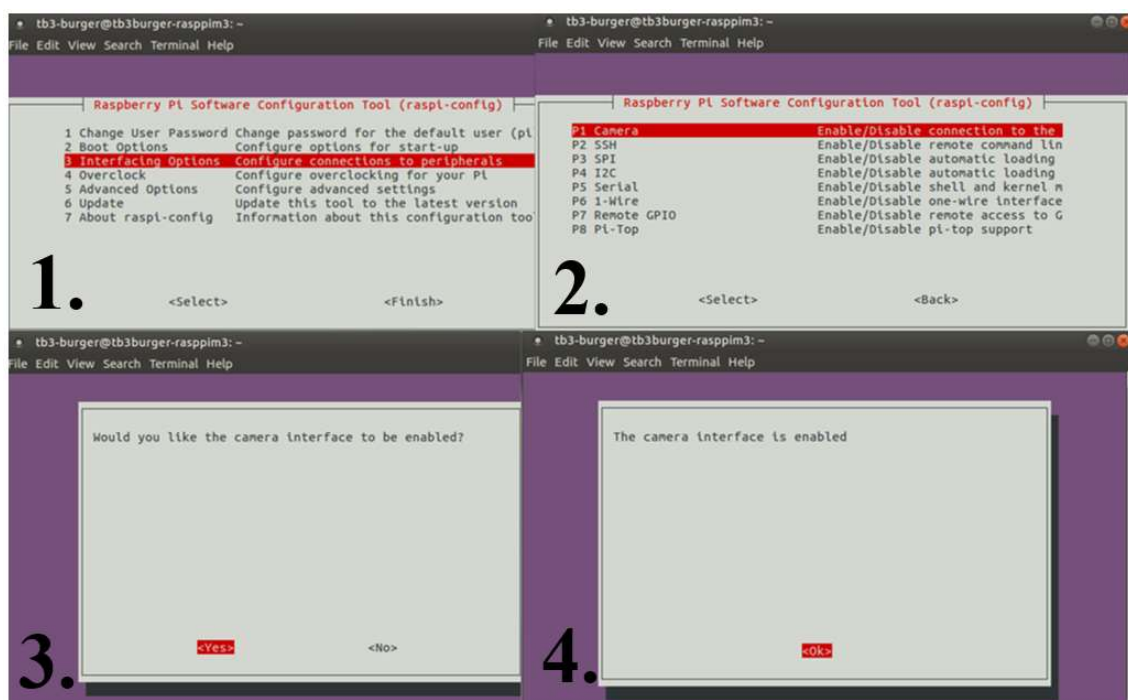 tb3-burger@tb3burger-rasppim3: ~
File Edit View Search Terminal Help
Raspberry Pi Software Configuration Tool (raspi-config)
1 Change User Password Change password for the default user (pi
2 Boot Options Configure options for start-up
3 Interfacing Options Configure connections to peripherals
4 Overclock Configure overclocking for your Pi
5 Advanced Options Configure advanced settings
6 Update Update this tool to the latest version
7 About raspi-config Information about this configuration too
<Select> <Finish>
1.
tb3-burger@tb3burger-rasppim3: ~
File Edit View Search Terminal Help
Raspberry Pi Software Configuration Tool (raspi-config)
P1 Camera Enable/Disable connection to the
P2 SSH Enable/Disable remote command lin
P3 SPI Enable/Disable automatic loading
P4 I2C Enable/Disable automatic loading
P5 Serial Enable/Disable shell and kernel m
P6 1-Wire Enable/Disable one-wire interface
P7 Remote GPIO Enable/Disable remote access to G
P8 Pi-Top Enable/Disable pi-top support
<Select> <Back>
2.
tb3-burger@tb3burger-rasppim3: ~
File Edit View Search Terminal Help
Would you like the camera interface to be enabled?
<Yes> <No>
3.
tb3-burger@tb3burger-rasppim3: ~
File Edit View Search Terminal Help
The camera interface is enabled
<Ok>
4.